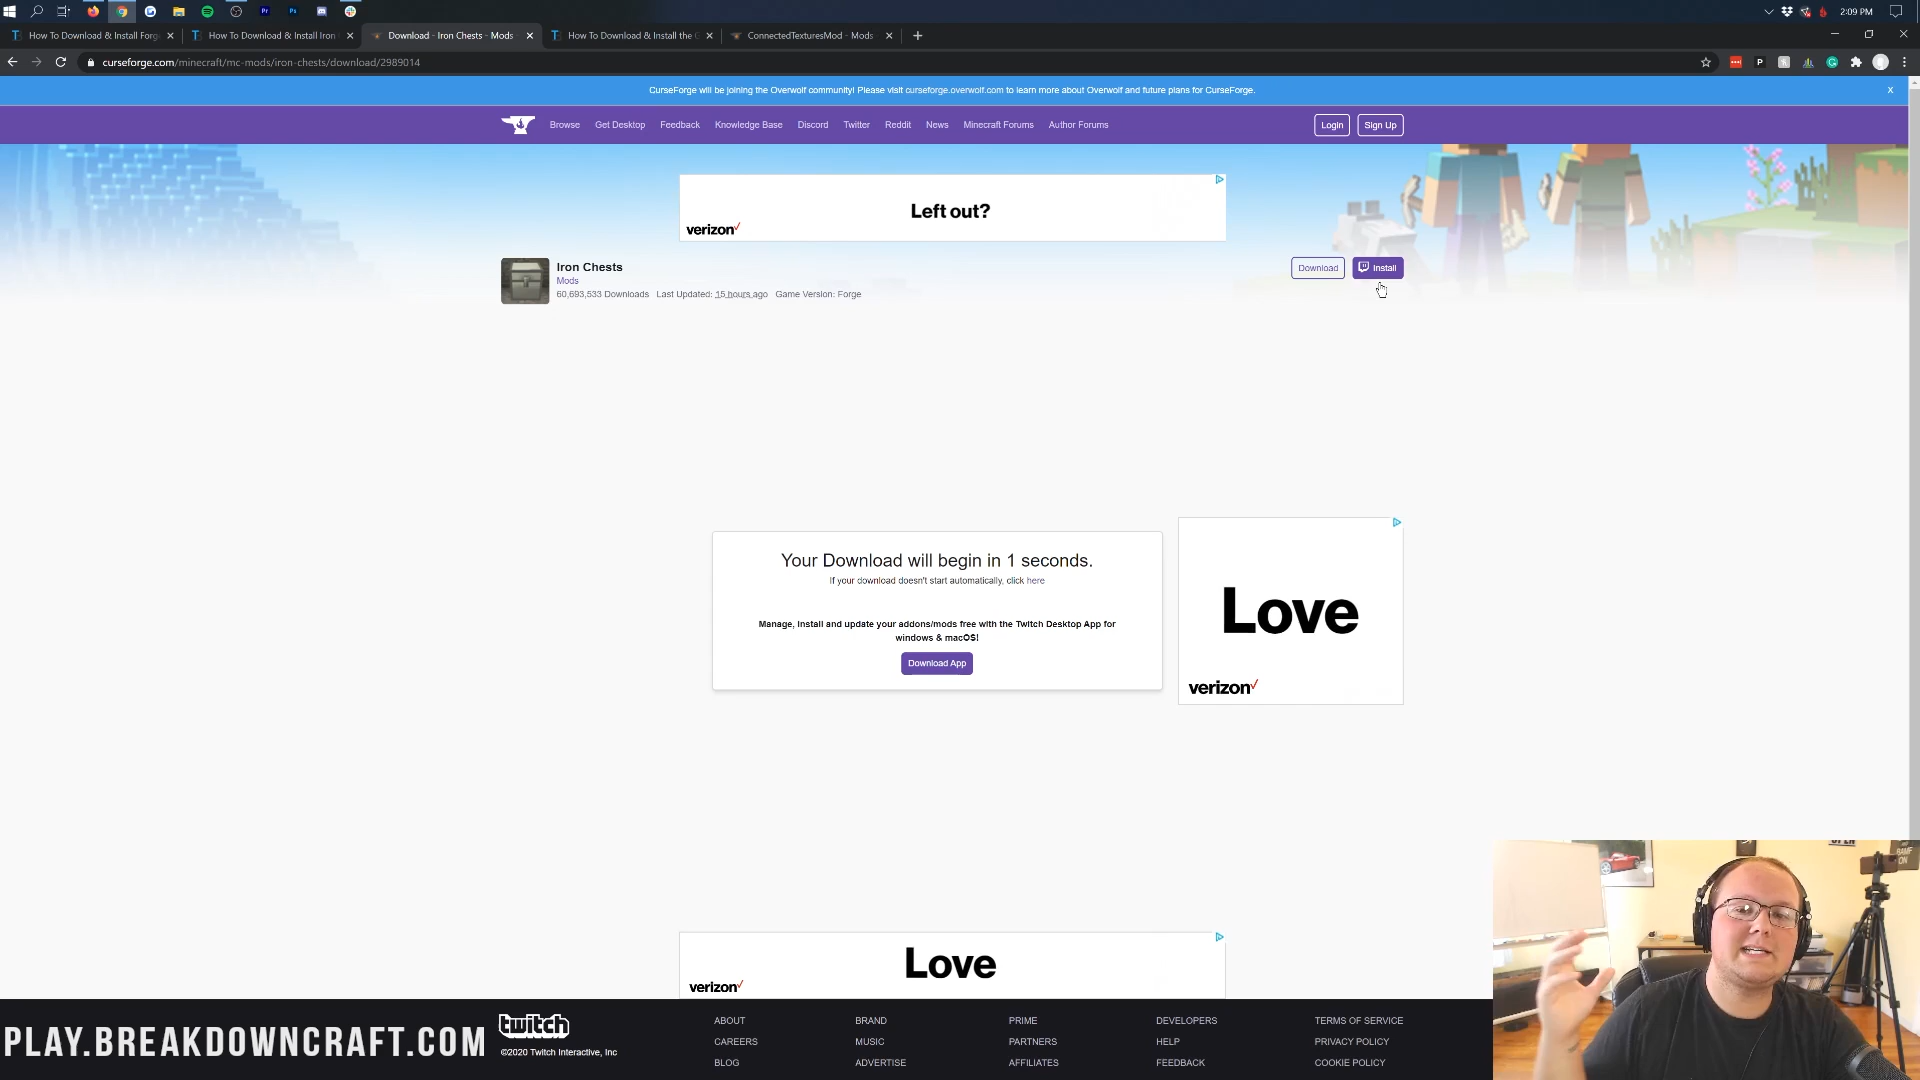 2:09 PM
How To Download & Install Forg
How To Download & Install Iron
Download - Iron Chests - Mods
How To Download & Install the C
ConnectedTexturesMod - Mods
curseforge.com/minecraft/mc-mods/iron-chests/download/2989014
CurseForge will be joining the Overwolf community! Please visit curseforge.overwolf.com to learn more about Overwolf and future plans for CurseForge.
X
Browse Get Desktop Feedback Knowledge Base Discord Twitter Reddit News Minecraft Forums Author Forums Login Sign Up
Left out?
verizon
Iron Chests
Mods
60,693,533 Downloads Last Updated: 15 hours ago Game Version: Forge
Download Install
Your Download will begin in 1 seconds.
If your download doesn't start automatically, click here
Manage, install and update your addons/mods free with the Twitch Desktop App for
windows & macOS!
Download App
Love
verizon
Love
verizon
PLAY.BREAKDOWNCRAFT.COM
twitch
©2020 Twitch Interactive, Inc
ABOUT BRAND PRIME DEVELOPERS TERMS OF SERVICE
CAREERS MUSIC PARTNERS HELP PRIVACY POLICY
BLOG ADVERTISE AFFILIATES FEEDBACK COOKIE POLICY